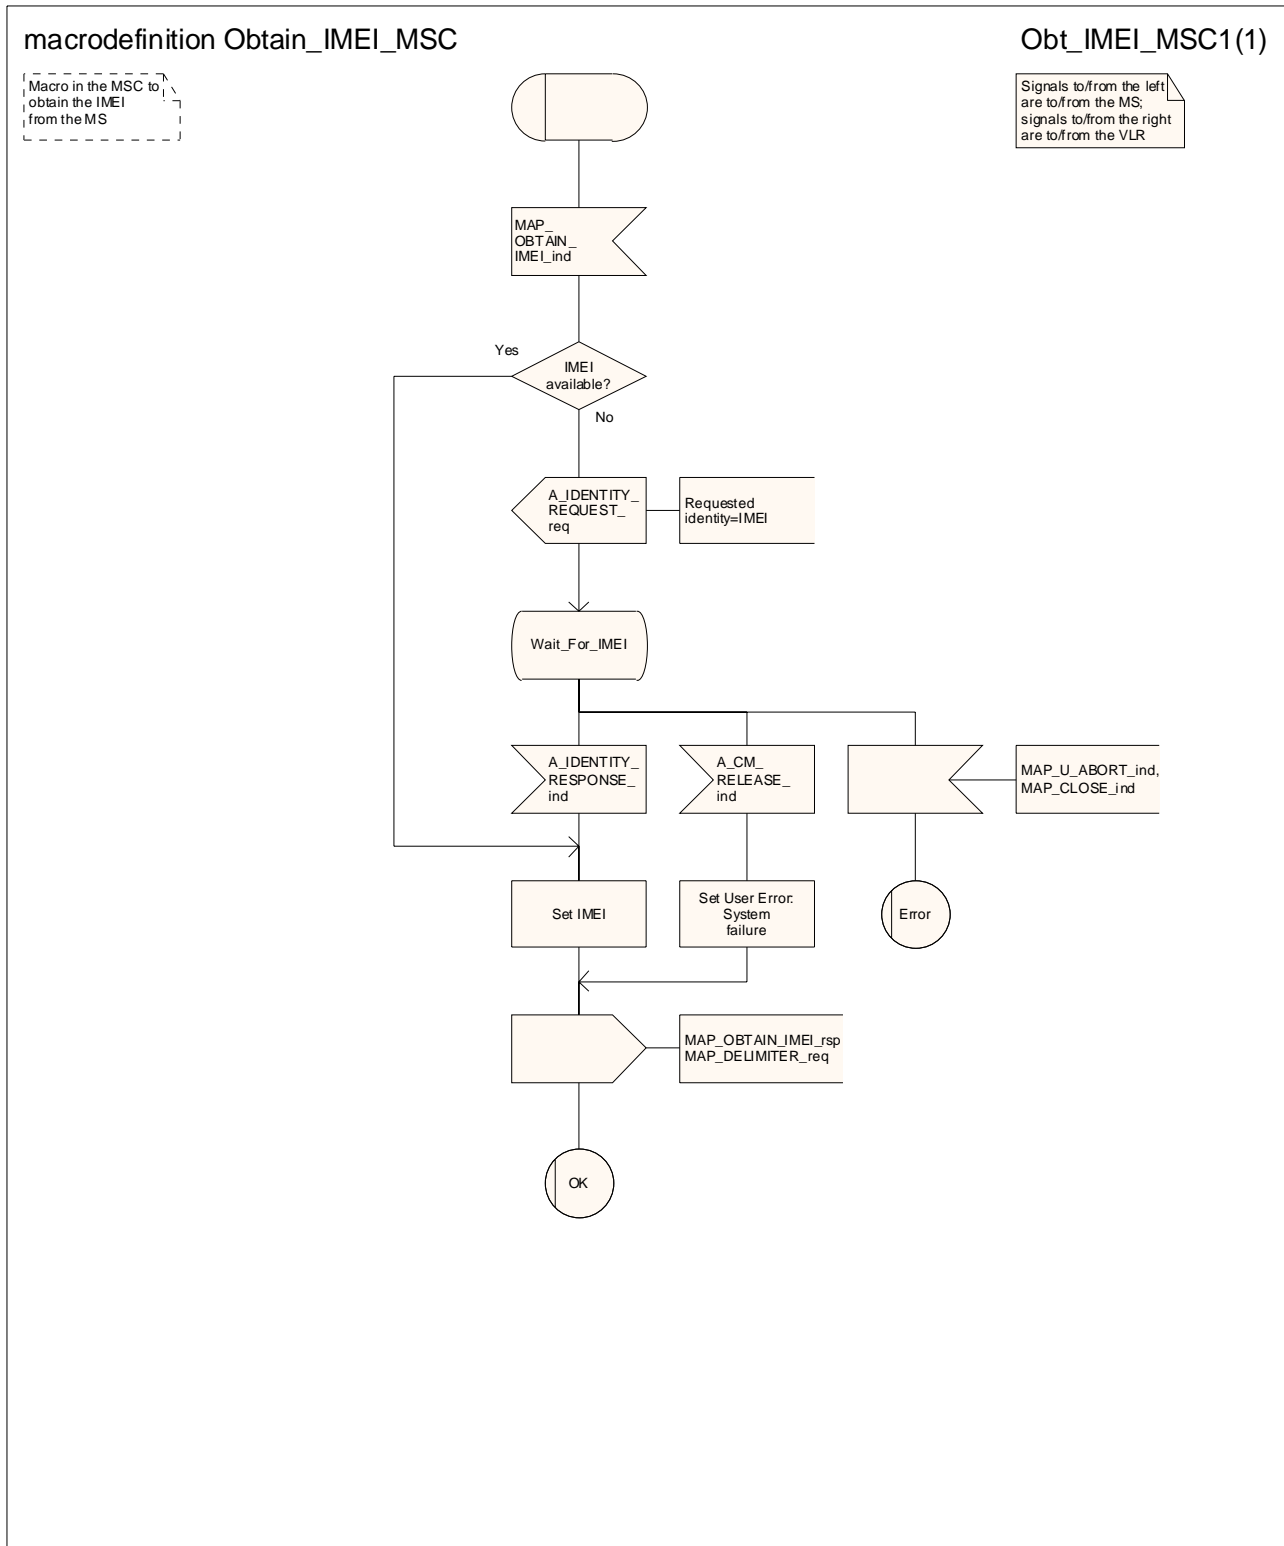 macrodefinition Obtain_IMEI_MSC
Obt_IMEI_MSC1(1)
Macro in the MSC to
obtain the IMEI
from the MS
Signals to/from the left
are to/from the MS;
signals to/from the right
are to/from the VLR
MAP_
OBTAIN_
IMEI_ind
Yes
IMEI
available?
No
A_IDENTITY_
REQUEST_
req
Requested
identity=IMEI
Wait_For_IMEI
A_IDENTITY_
RESPONSE_
ind
A_CM_
RELEASE_
ind
MAP_U_ABORT_ind,
MAP_CLOSE_ind
Set IMEI
Set User Error:
System
failure
Error
MAP_OBTAIN_IMEI_rsp
MAP_DELIMITER_req
OK